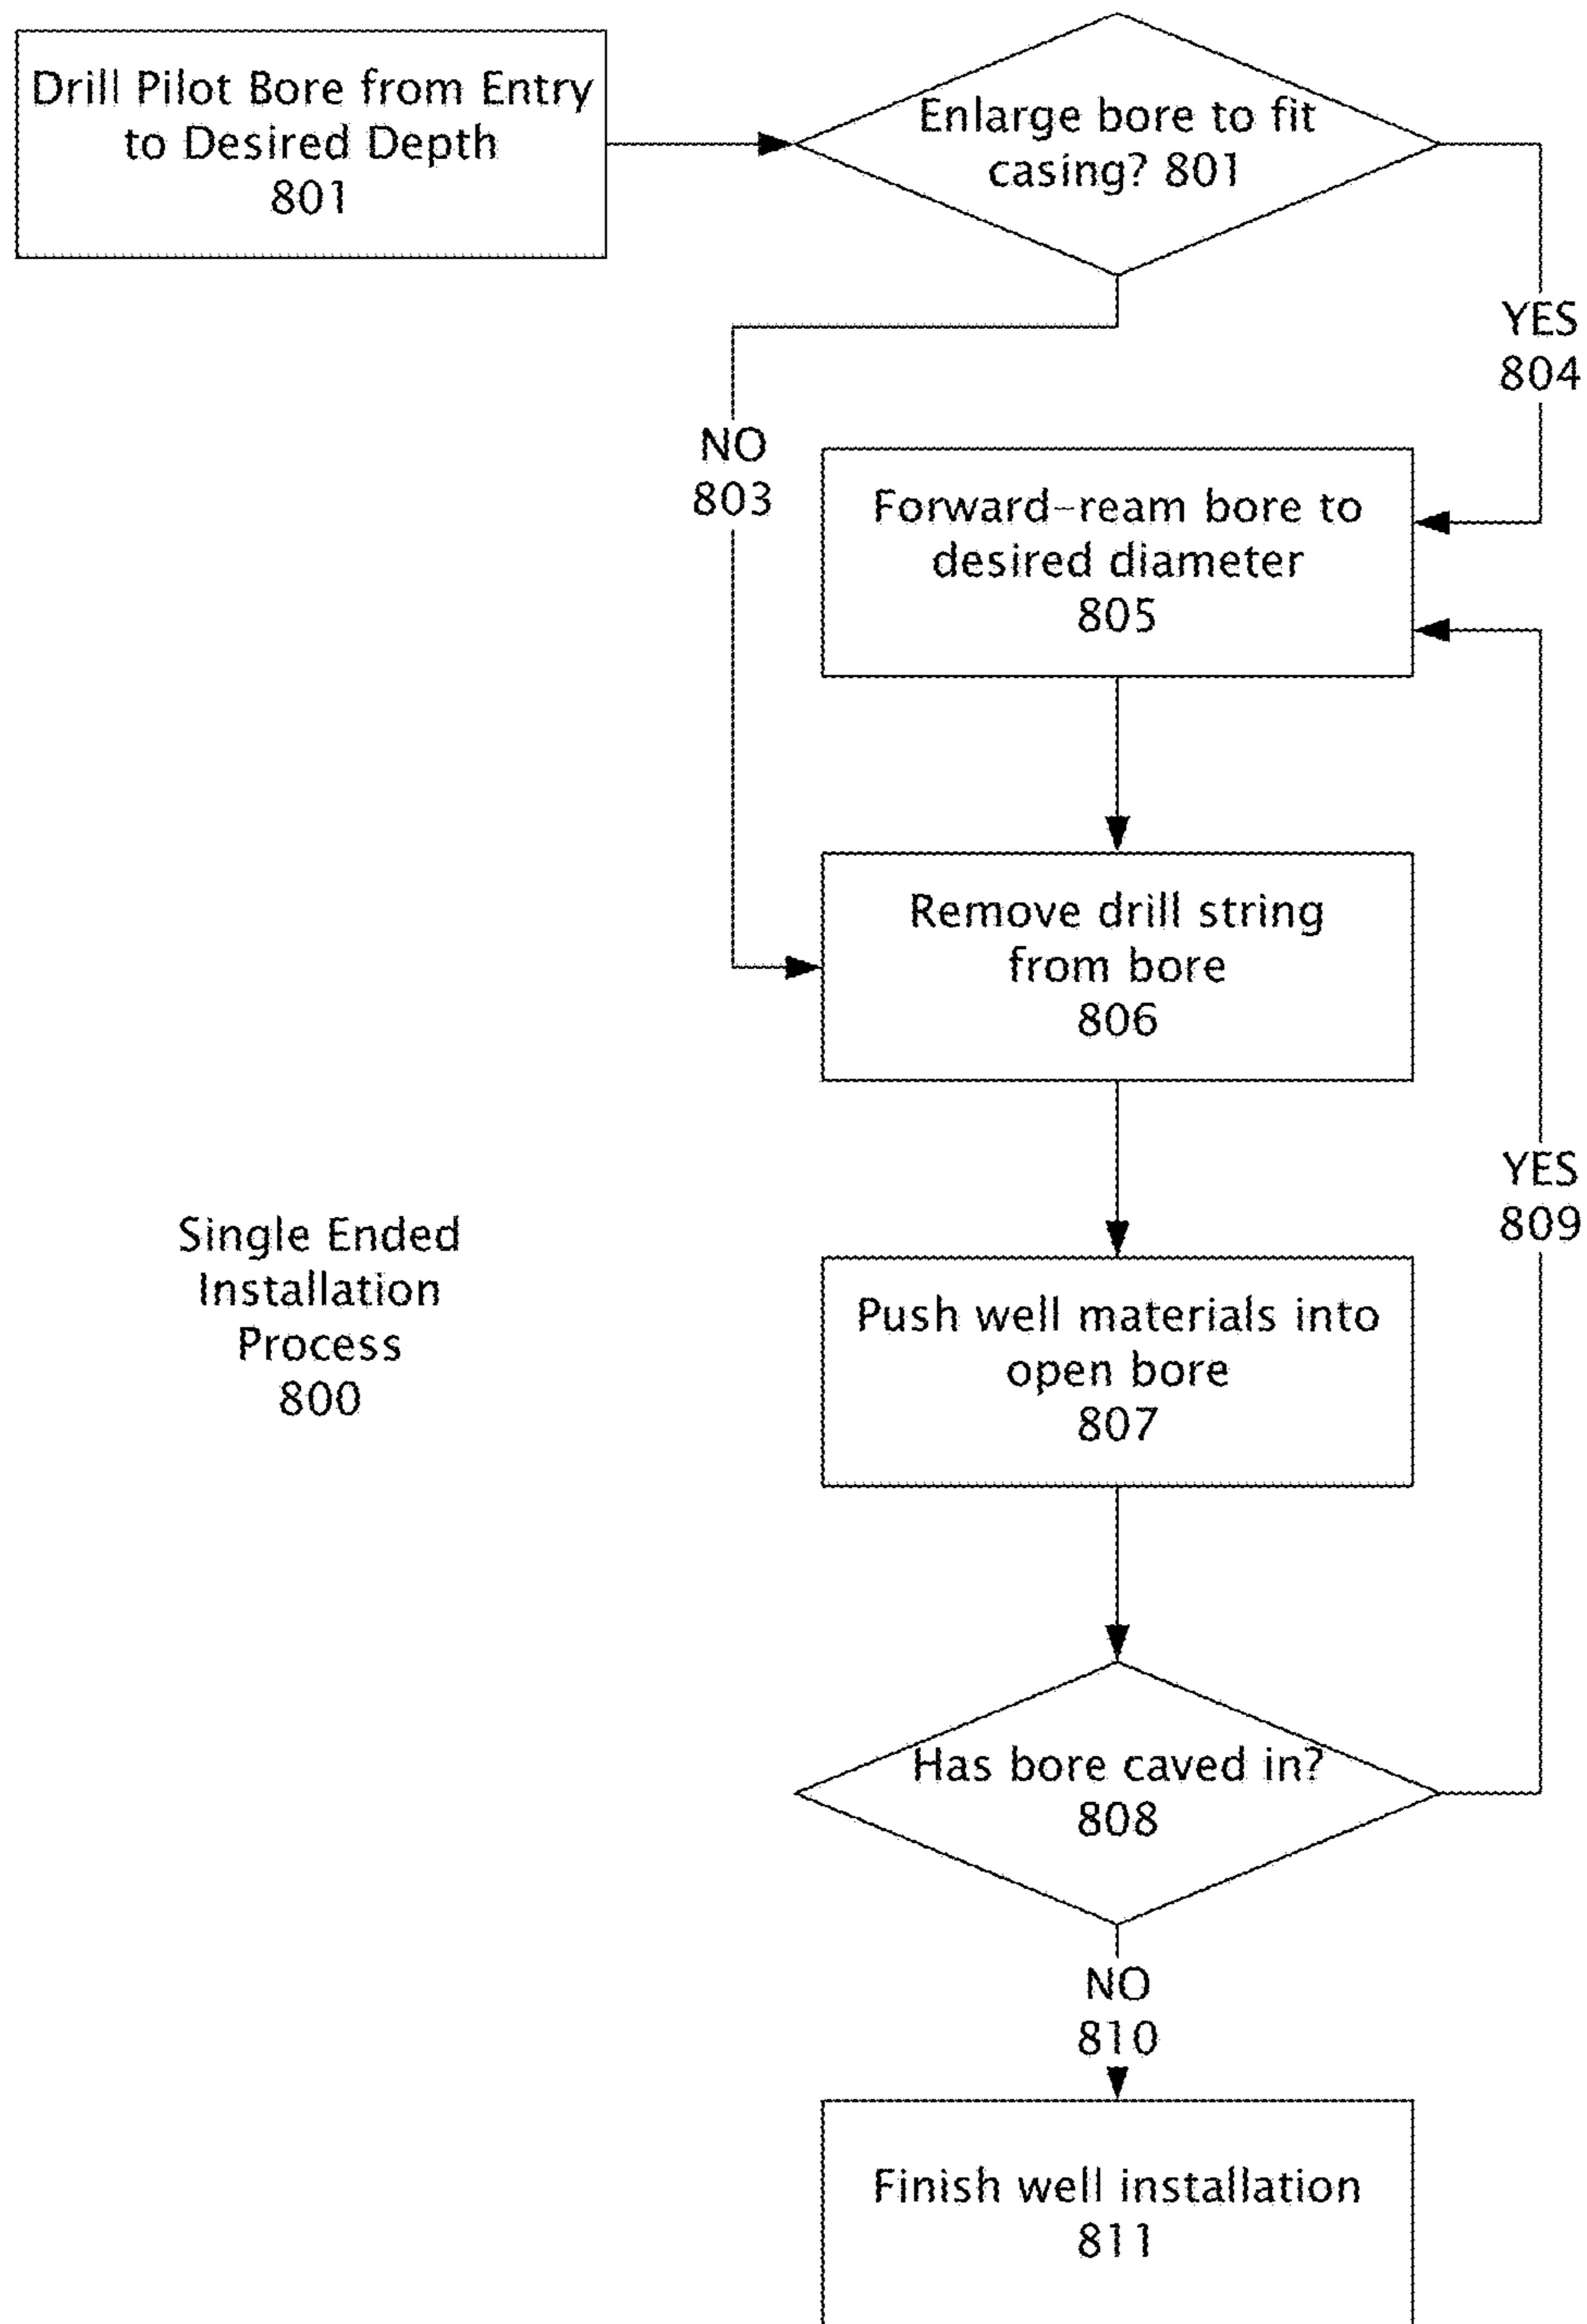 Drill Pilot Bore from Entry
to Desired Depth
801
Enlarge bore to fit
casing? 801
YES
804
NO
803
Forward-ream bore to
desired diameter
805
Remove drill string
from bore
806
YES
809
Single Ended
Installation
Process
800
Push well materials into
open bore
807
Has bore caved in?
808
NO
810
Finish well installation
811